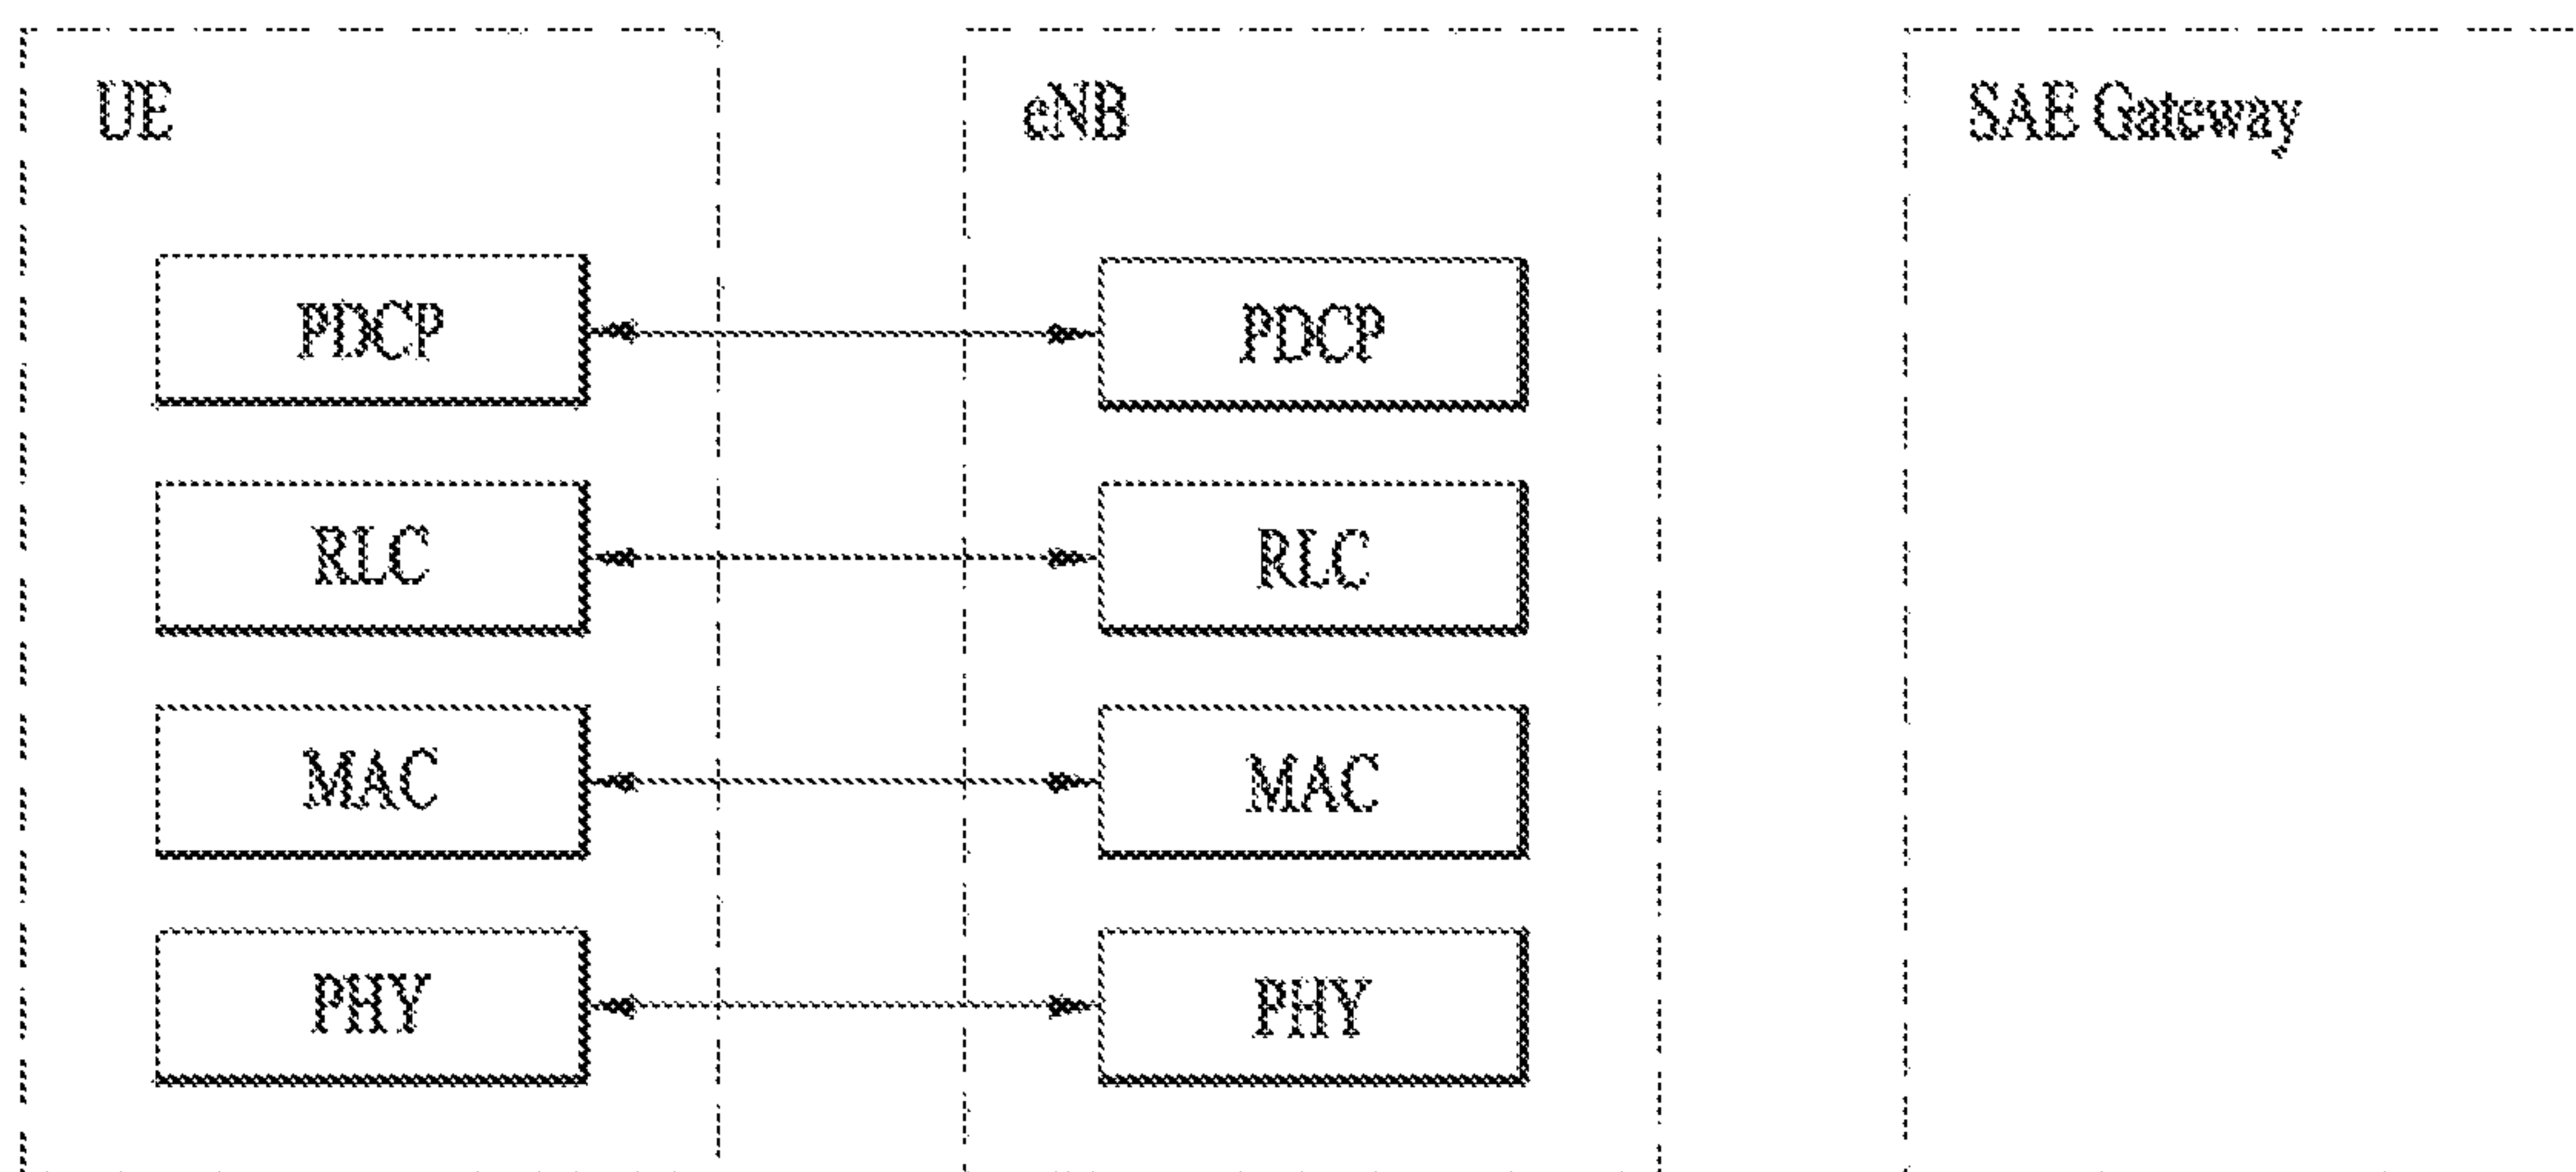 UE
eNB
SAE Gateway
PDCP
PDCP
RLC
RLC
MAC
MAC
PHY
PHY